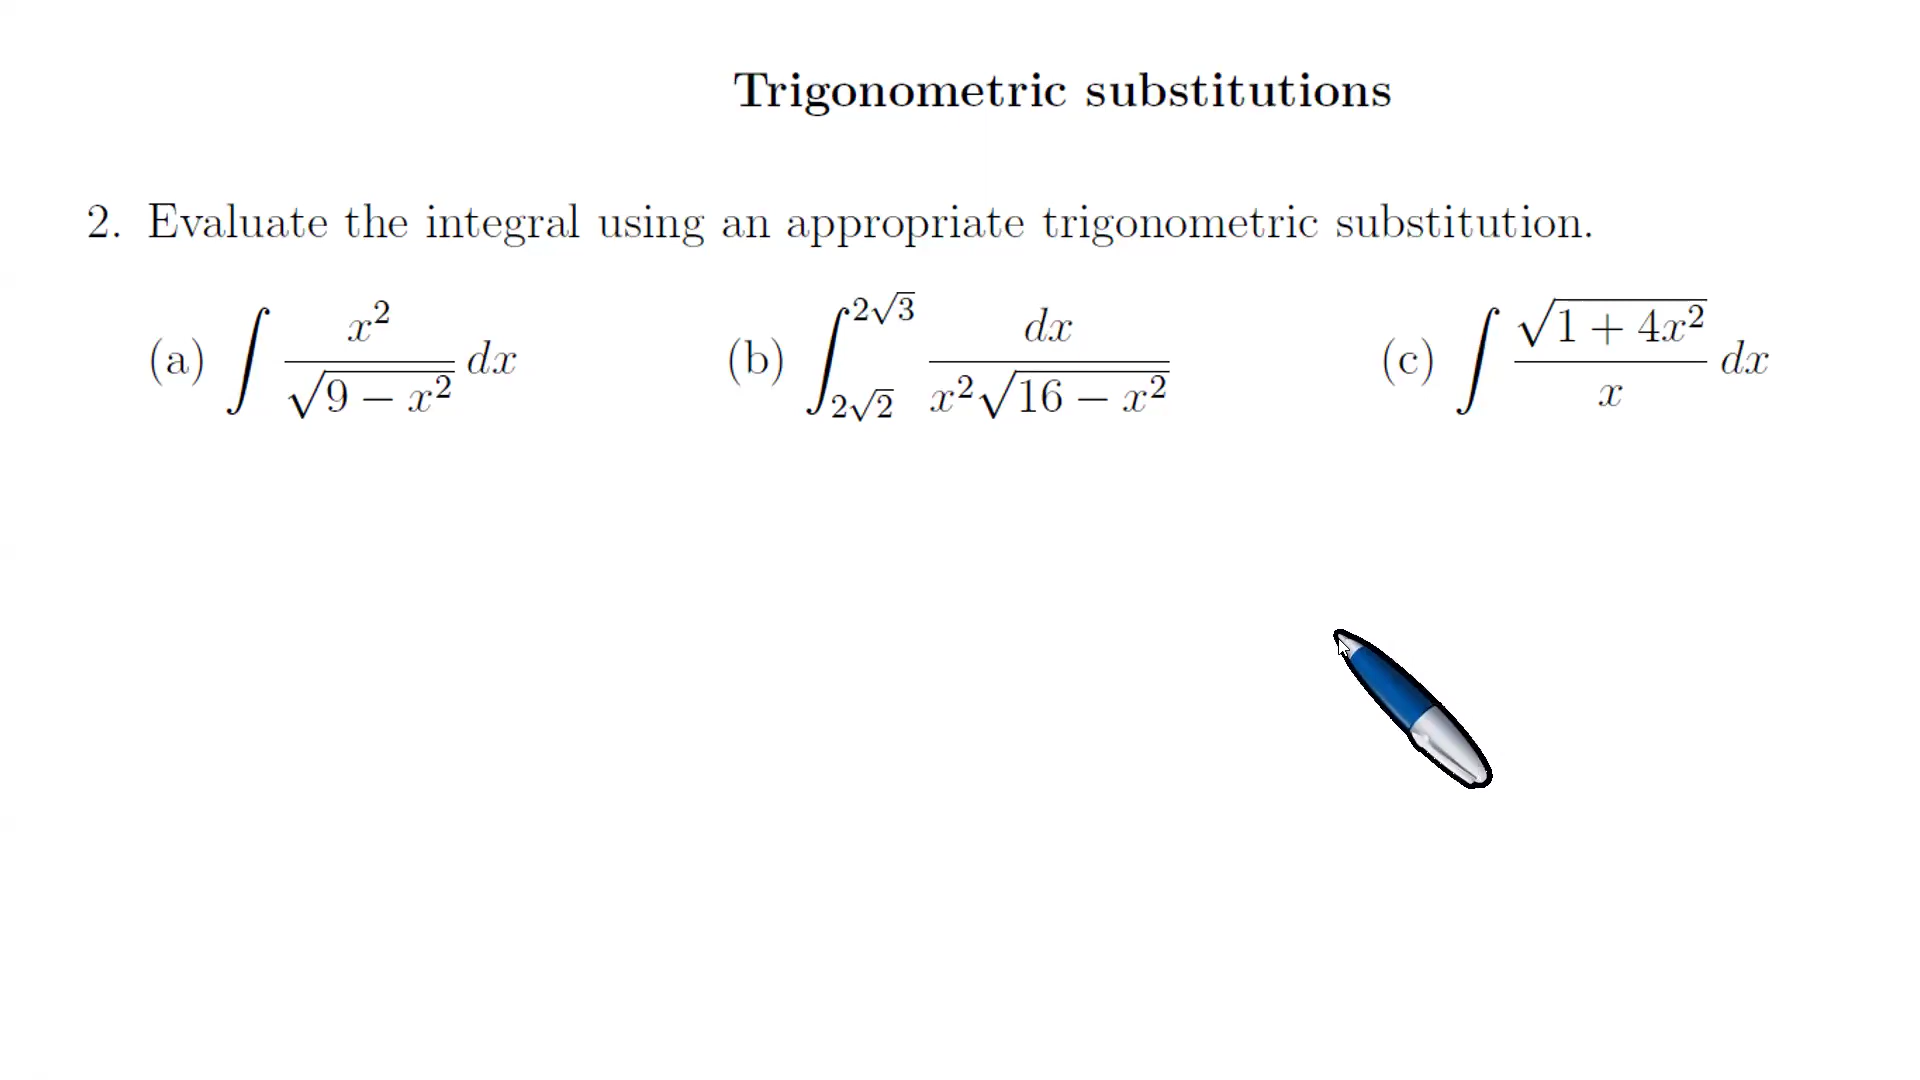 Trigonometric substitutions
2. Evaluate the integral using an appropriate trigonometric substitution.
(a) ∫ x²/√(9 − x²) dx (b) ∫_{2√2}^{2√3} dx/(x²√(16 − x²)) (c) ∫ √(1 + 4x²)/x dx